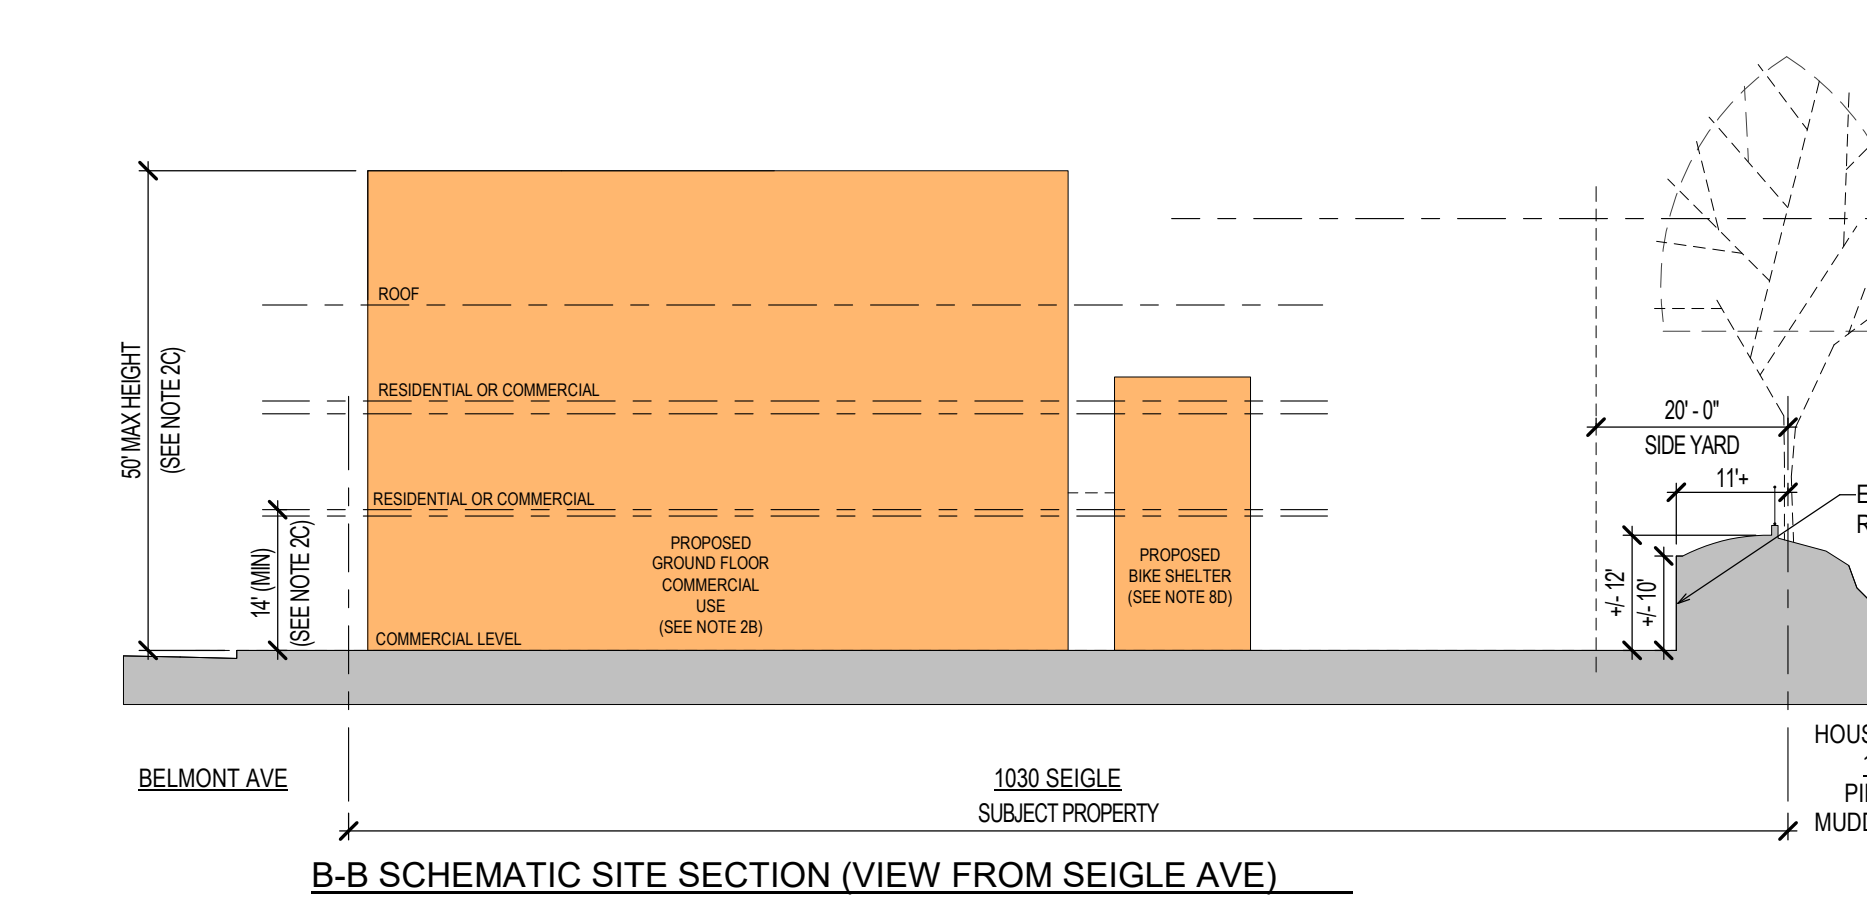 ROOF
50' MAX HEIGHT
(SEE NOTE 2C)
RESIDENTIAL OR COMMERCIAL
20' - 0"
SIDE YARD
11'+
RESIDENTIAL OR COMMERCIAL
14' (MIN)
(SEE NOTE 2C)
PROPOSED
GROUND FLOOR
COMMERCIAL
USE
(SEE NOTE 2B)
PROPOSED
BIKE SHELTER
(SEE NOTE 8D)
+/- 12'
+/- 10'
COMMERCIAL LEVEL
BELMONT AVE
1030 SEIGLE
SUBJECT PROPERTY
B-B SCHEMATIC SITE SECTION (VIEW FROM SEIGLE AVE)